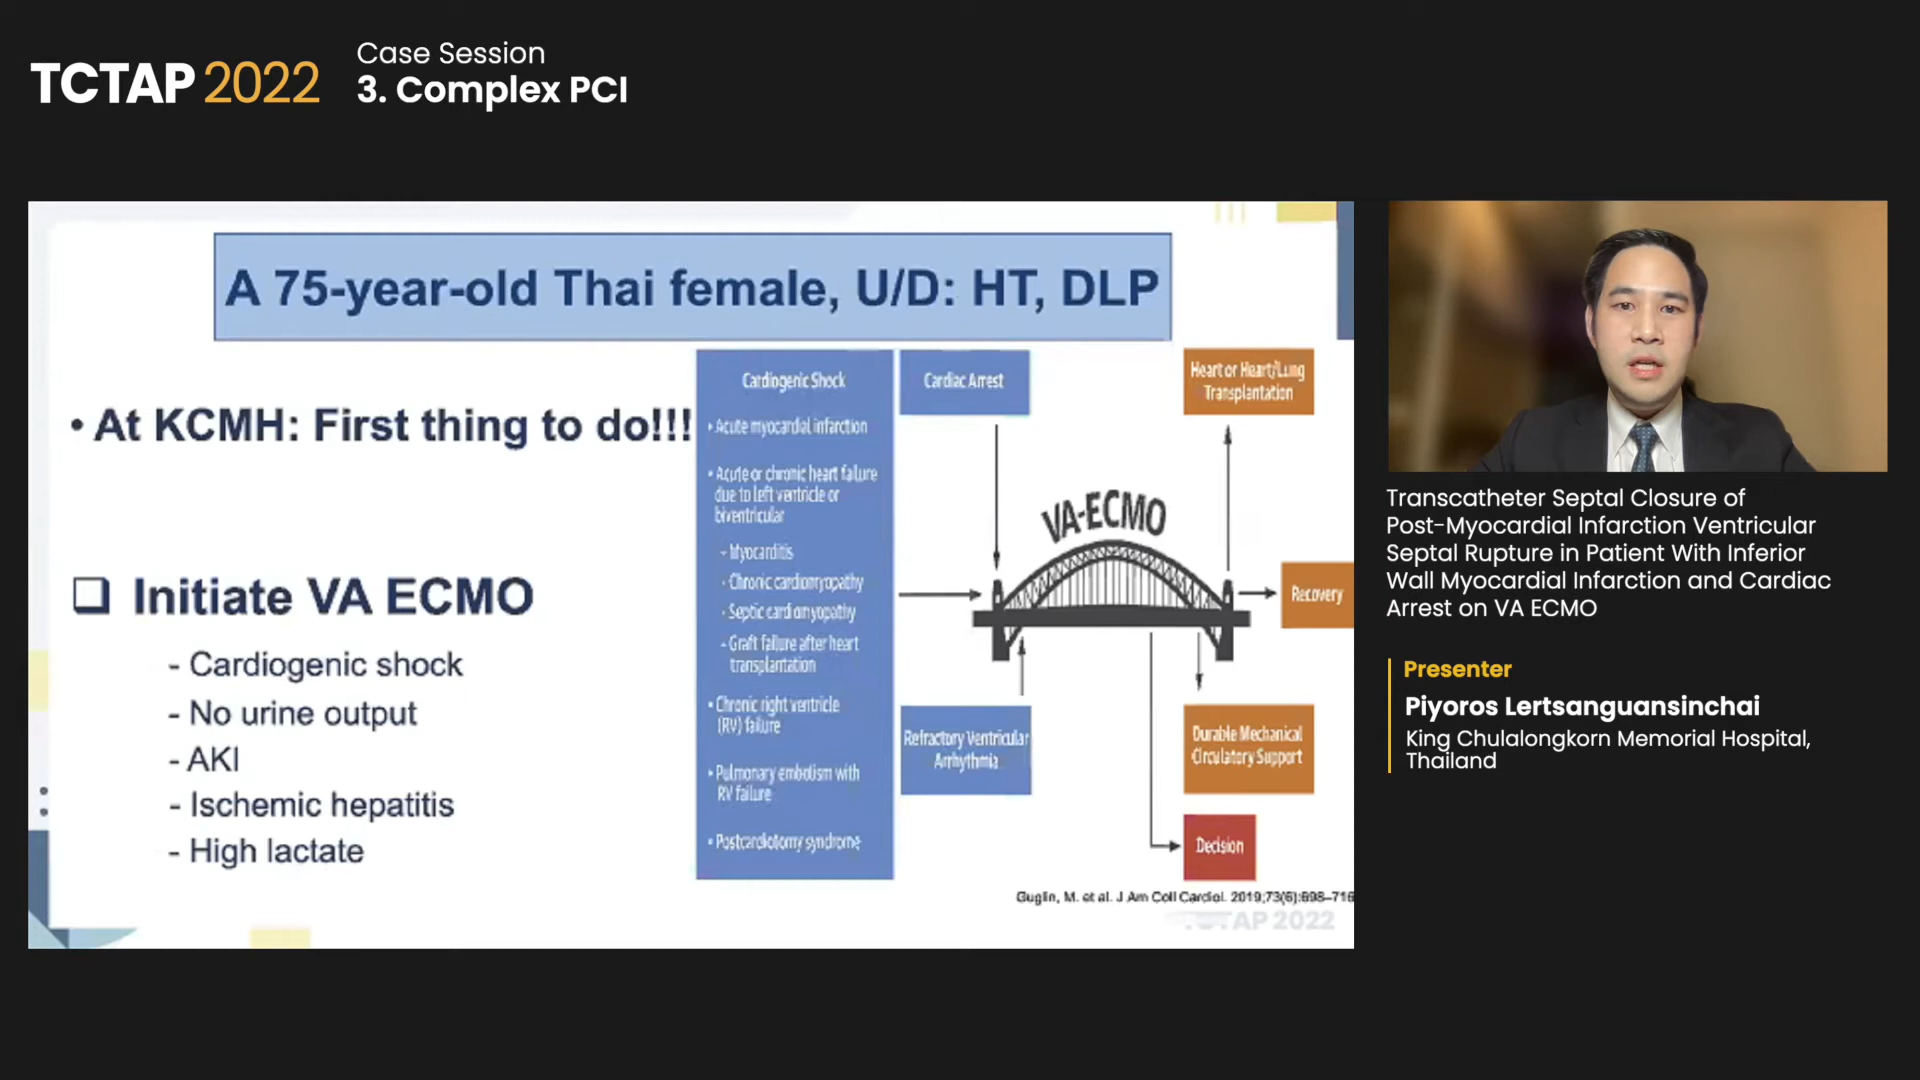 TCTAP 2022
Case Session
3. Complex PCI
A 75-year-old Thai female, U/D: HT, DLP
• At KCMH: First thing to do!!!
❑ Initiate VA ECMO
- Cardiogenic shock
- No urine output
- AKI
- Ischemic hepatitis
- High lactate
Cardiogenic Shock
• Acute myocardial infarction
• Acute or chronic heart failure
due to left ventricle or
biventricular
- Myocarditis
- Chronic cardiomyopathy
- Septic cardiomyopathy
- Graft failure after heart
transplantation
• Chronic right ventricle
(RV) failure
• Pulmonary embolism with
RV failure
• Postcardiotomy syndrome
Cardiac Arrest
Refractory Ventricular
Arrhythmia
VA-ECMO
Heart or Heart/Lung
Transplantation
Recovery
Durable Mechanical
Circulatory Support
Decision
Guglin, M. et al. J Am Coll Cardiol. 2019;73(6):698–716
TCTAP 2022
Transcatheter Septal Closure of
Post-Myocardial Infarction Ventricular
Septal Rupture in Patient With Inferior
Wall Myocardial Infarction and Cardiac
Arrest on VA ECMO
Presenter
Piyoros Lertsanguansinchai
King Chulalongkorn Memorial Hospital,
Thailand